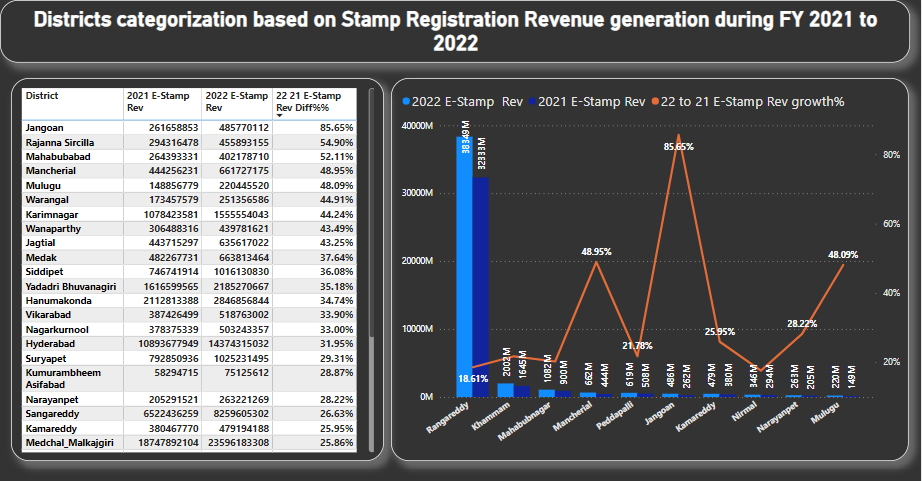 Districts categorization based on Stamp Registration Revenue generation during FY 2021 to
2022
District 2021 E-Stamp Rev 2022 E-Stamp Rev 22 21 E-Stamp Rev Diff%%
Jangoan 261658853 485770112 85.65%
Rajanna Sircilla 294316478 455893155 54.90%
Mahabubabad 264393331 402178710 52.11%
Mancherial 444256231 661727175 48.95%
Mulugu 148856779 220445520 48.09%
Warangal 173457579 251356586 44.91%
Karimnagar 1078423581 1555554043 44.24%
Wanaparthy 306488316 439781621 43.49%
Jagtial 443715297 635617022 43.25%
Medak 482267731 663813464 37.64%
Siddipet 746741914 1016130830 36.08%
Yadadri Bhuvanagiri 1616599565 2185270667 35.18%
Hanumakonda 2112813388 2846856844 34.74%
Vikarabad 387426499 518763002 33.90%
Nagarkurnool 378375339 503243357 33.00%
Hyderabad 10893677949 14374315032 31.95%
Suryapet 792850936 1025231495 29.31%
Kumurambheem Asifabad 58294715 75125612 28.87%
Narayanpet 205291521 263221269 28.22%
Sangareddy 6522436259 8259605302 26.63%
Kamareddy 380467770 479194188 25.95%
Medchal_Malkajgiri 18747892104 23596183308 25.86%
2022 E-Stamp Rev 2021 E-Stamp Rev 22 to 21 E-Stamp Rev growth%
40000M
30000M
20000M
10000M
0M
80%
60%
40%
20%
38349M 32333M
2002M 1645M
1082M 900M
662M 444M
619M 508M
486M 262M
479M 380M
346M 294M
263M 205M
220M 149M
18.61%
48.95%
21.78%
85.65%
25.95%
28.22%
48.09%
Rangareddy
Khammam
Mahabubnagar
Mancherial
Peddapalli
Jangoan
Kamareddy
Nirmal
Narayanpet
Mulugu